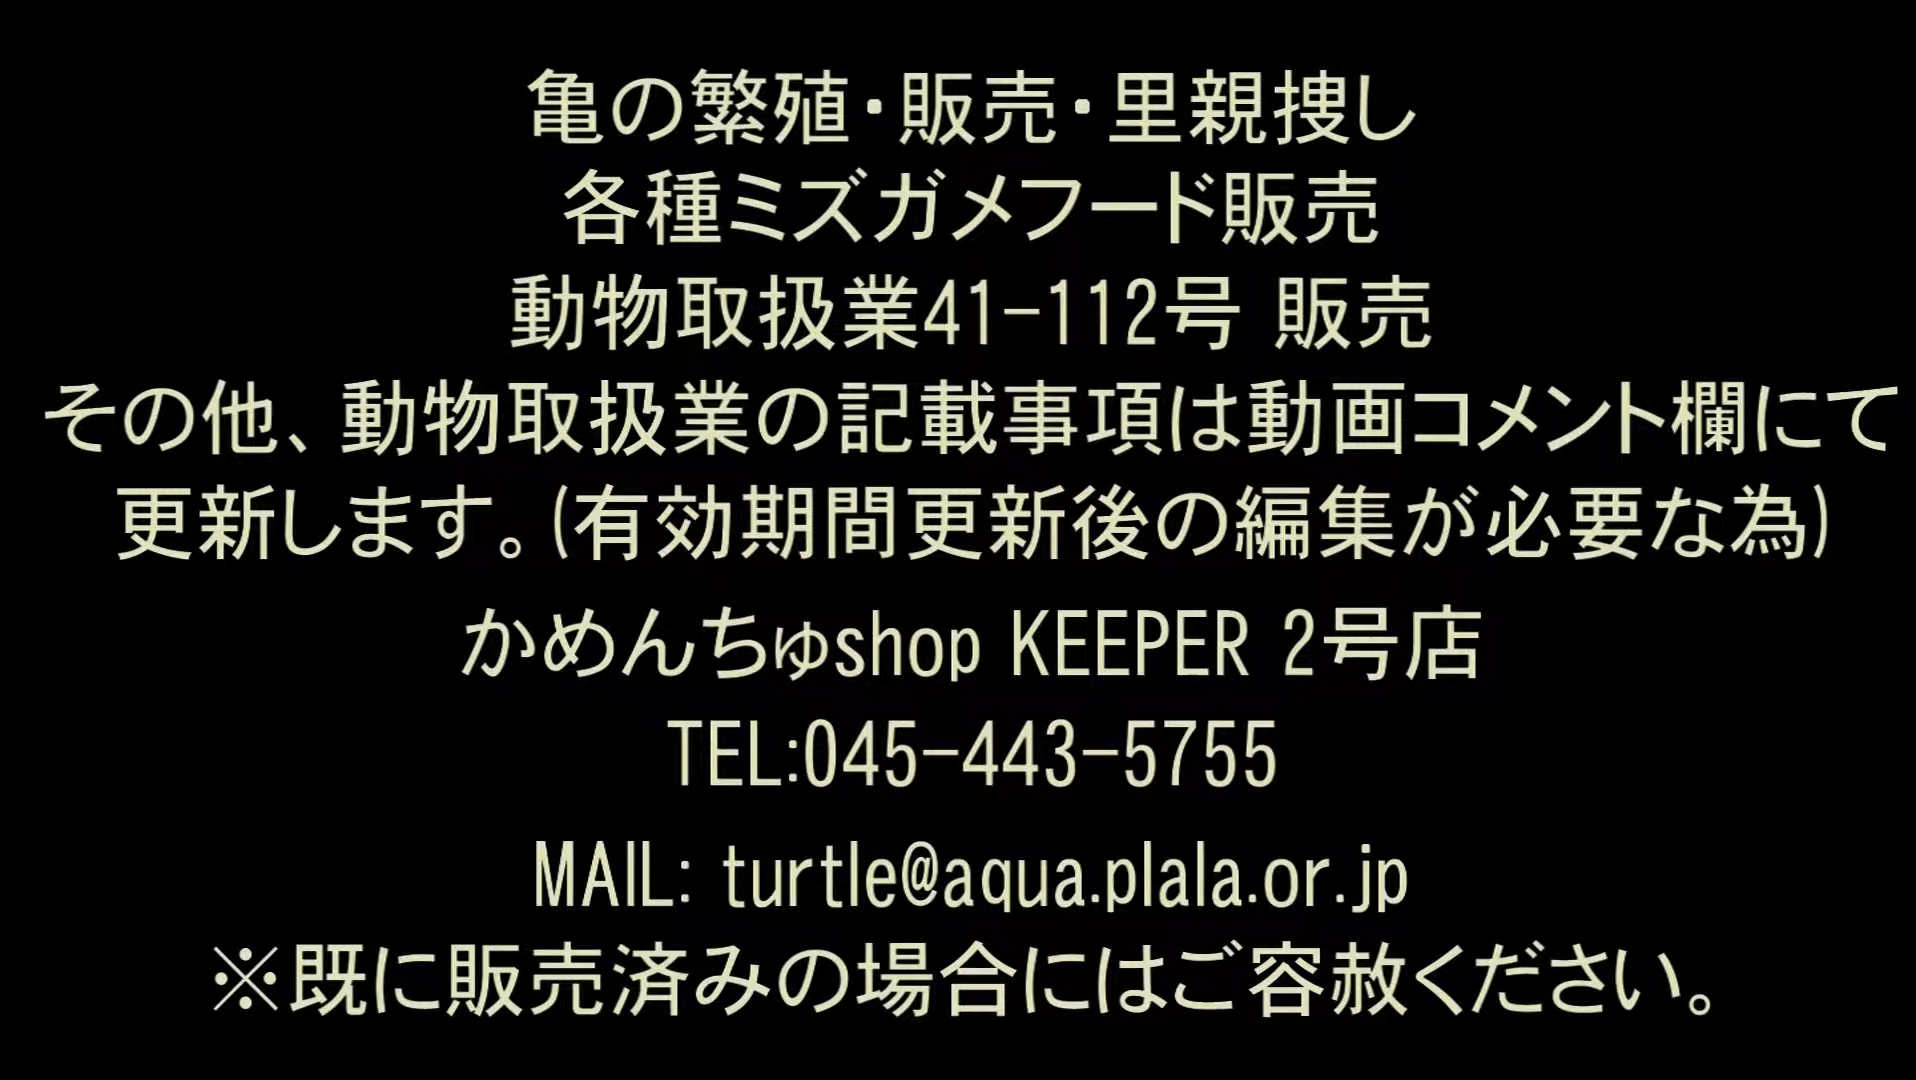 亀の繁殖・販売・里親捜し
各種ミズガメフード販売
動物取扱業41-112号 販売
その他、動物取扱業の記載事項は動画コメント欄にて
更新します。(有効期間更新後の編集が必要な為)
かめんちゅshop KEEPER 2号店
TEL:045-443-5755
MAIL: turtle@aqua.plala.or.jp
※既に販売済みの場合にはご容赦ください。